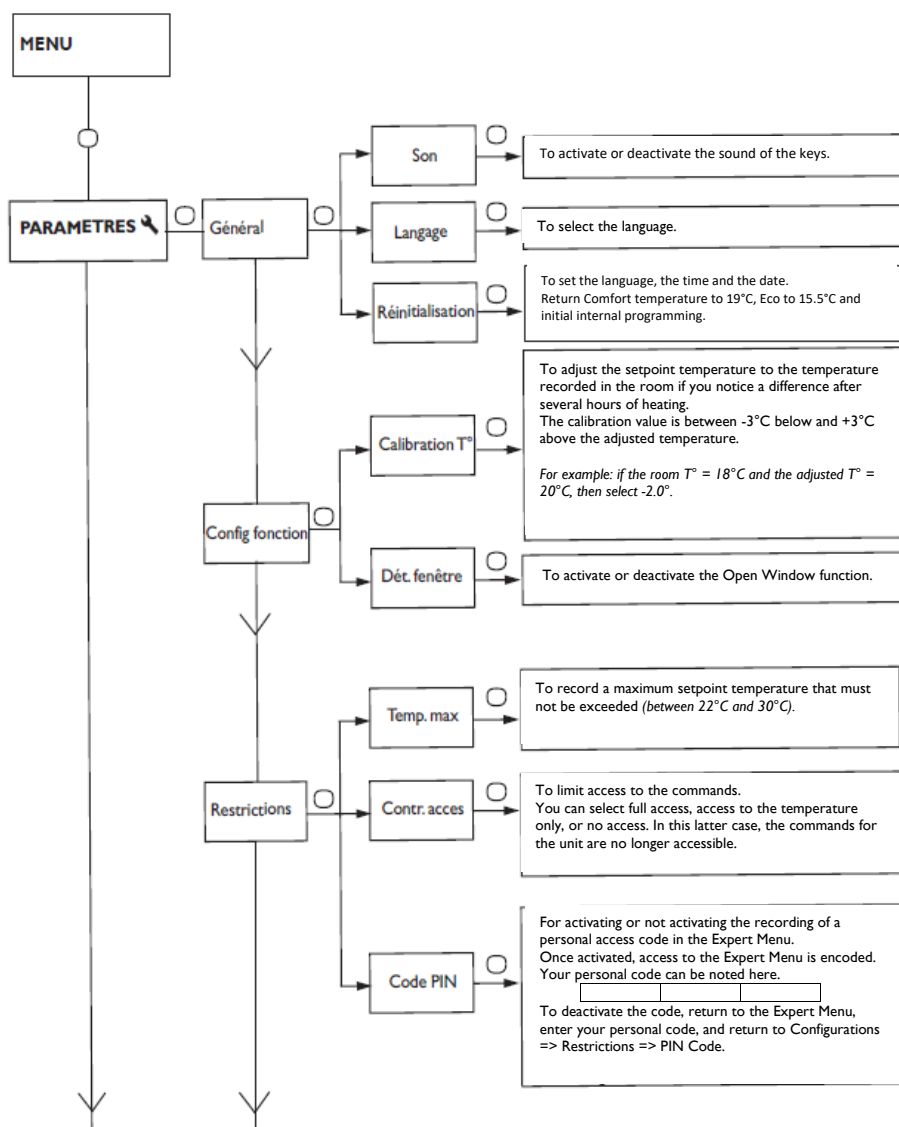 MENU
PARAMETRES
Général
Son
To activate or deactivate the sound of the keys.
Langage
To select the language.
Réinitialisation
To set the language, the time and the date.
Return Comfort temperature to 19°C, Eco to 15.5°C and
initial internal programming.
Config fonction
Calibration T°
To adjust the setpoint temperature to the temperature
recorded in the room if you notice a difference after
several hours of heating.
The calibration value is between -3°C below and +3°C
above the adjusted temperature.
For example: if the room T° = 18°C and the adjusted T° =
20°C, then select -2.0°.
Dét. fenêtre
To activate or deactivate the Open Window function.
Restrictions
Temp. max
To record a maximum setpoint temperature that must
not be exceeded (between 22°C and 30°C).
Contr. acces
To limit access to the commands.
You can select full access, access to the temperature
only, or no access. In this latter case, the commands for
the unit are no longer accessible.
Code PIN
For activating or not activating the recording of a
personal access code in the Expert Menu.
Once activated, access to the Expert Menu is encoded.
Your personal code can be noted here.
To deactivate the code, return to the Expert Menu,
enter your personal code, and return to Configurations
=> Restrictions => PIN Code.